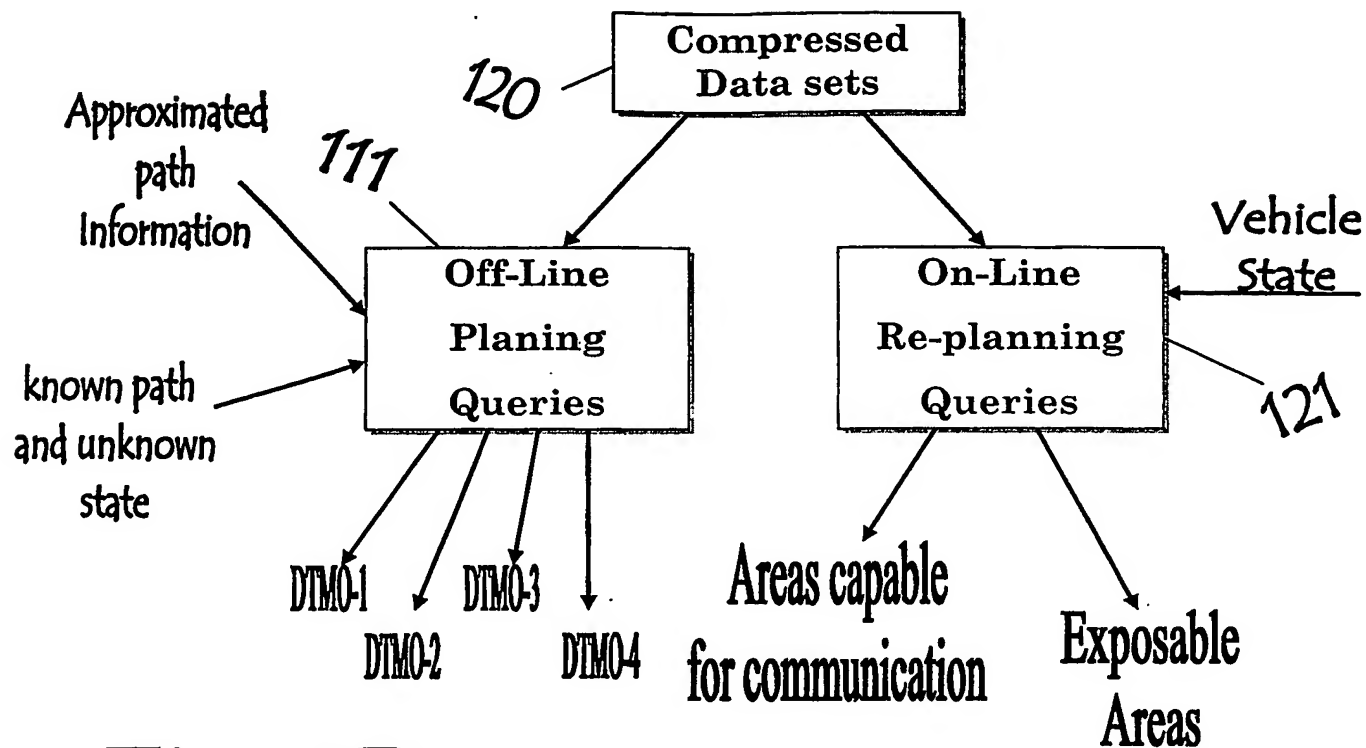 Compressed
Data sets
120
Approximated
path
Information
111
Vehicle
State
Off-Line
Planing
Queries
On-Line
Re-planning
Queries
known path
and unknown
state
121
DTMO-1
DTMO-2
DTMO-3
DTMO-4
Areas capable
for communication
Exposable
Areas